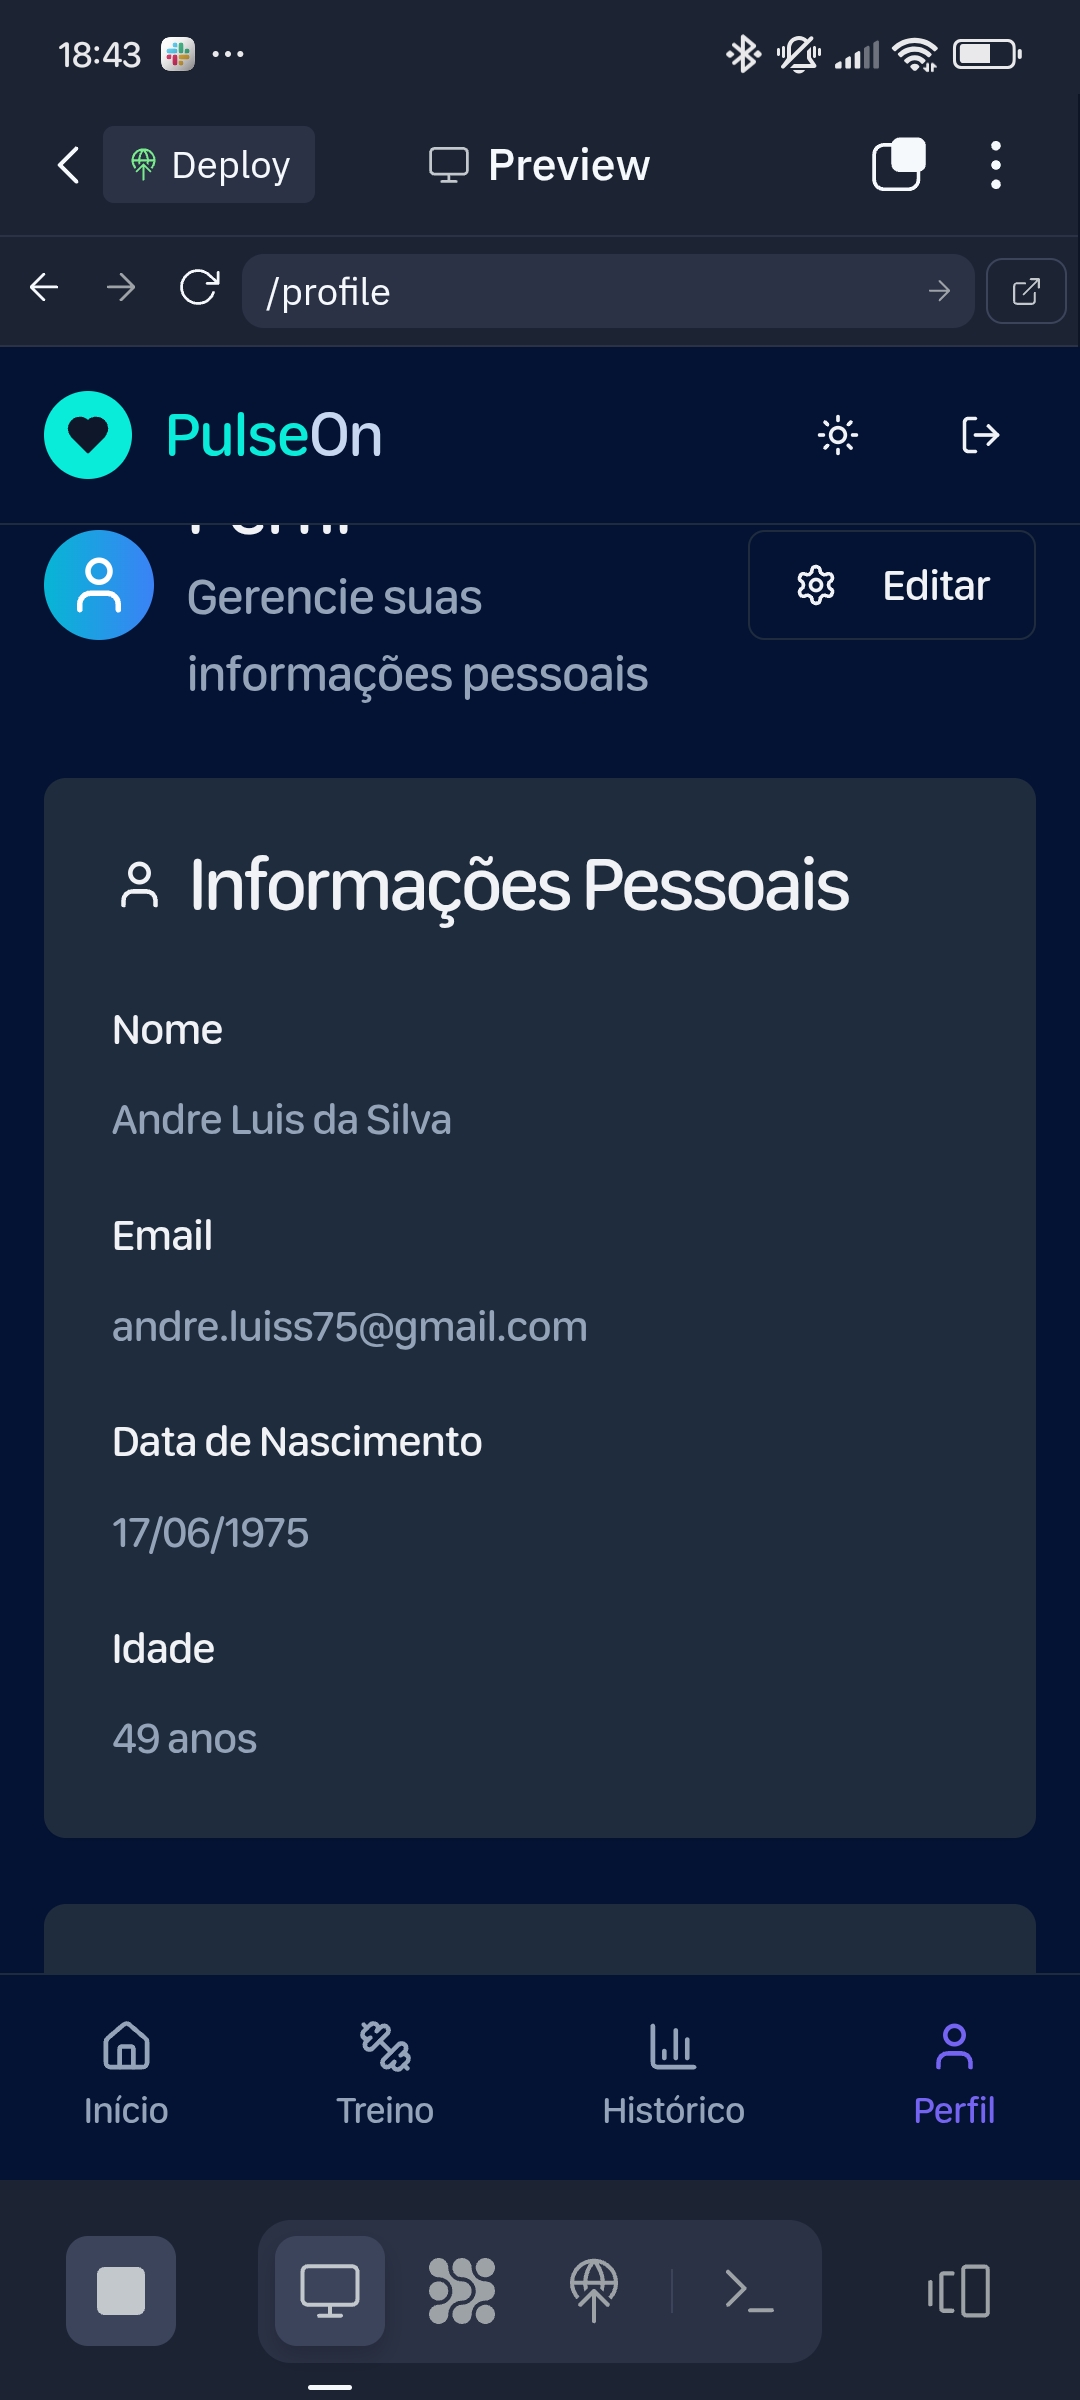 18:43
Deploy
Preview
/profile
PulseOn
Perfil
Editar
Gerencie suas
informações pessoais
Informações Pessoais
Nome
Andre Luis da Silva
Email
andre.luiss75@gmail.com
Data de Nascimento
17/06/1975
Idade
49 anos
Início
Treino
Histórico
Perfil